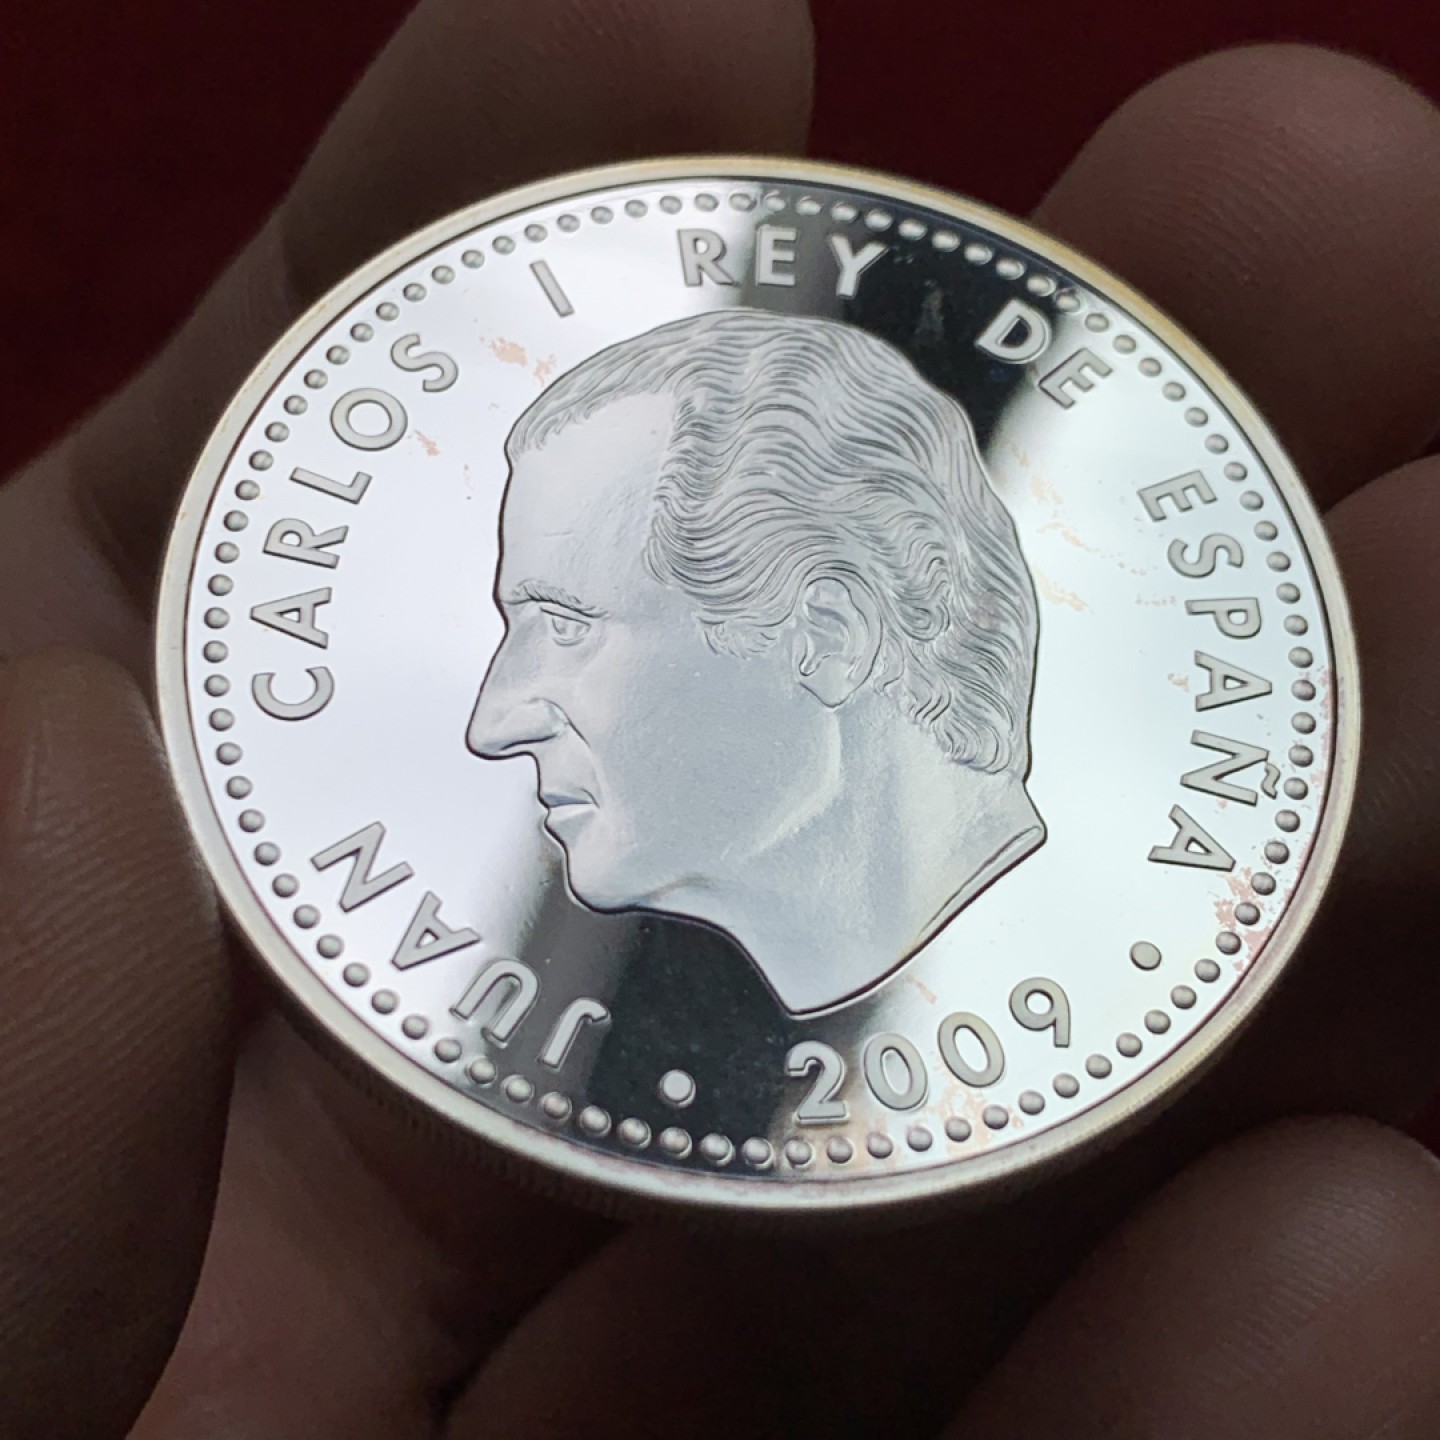 JUAN CARLOS I REY DE ESPAÑA • 2009 •